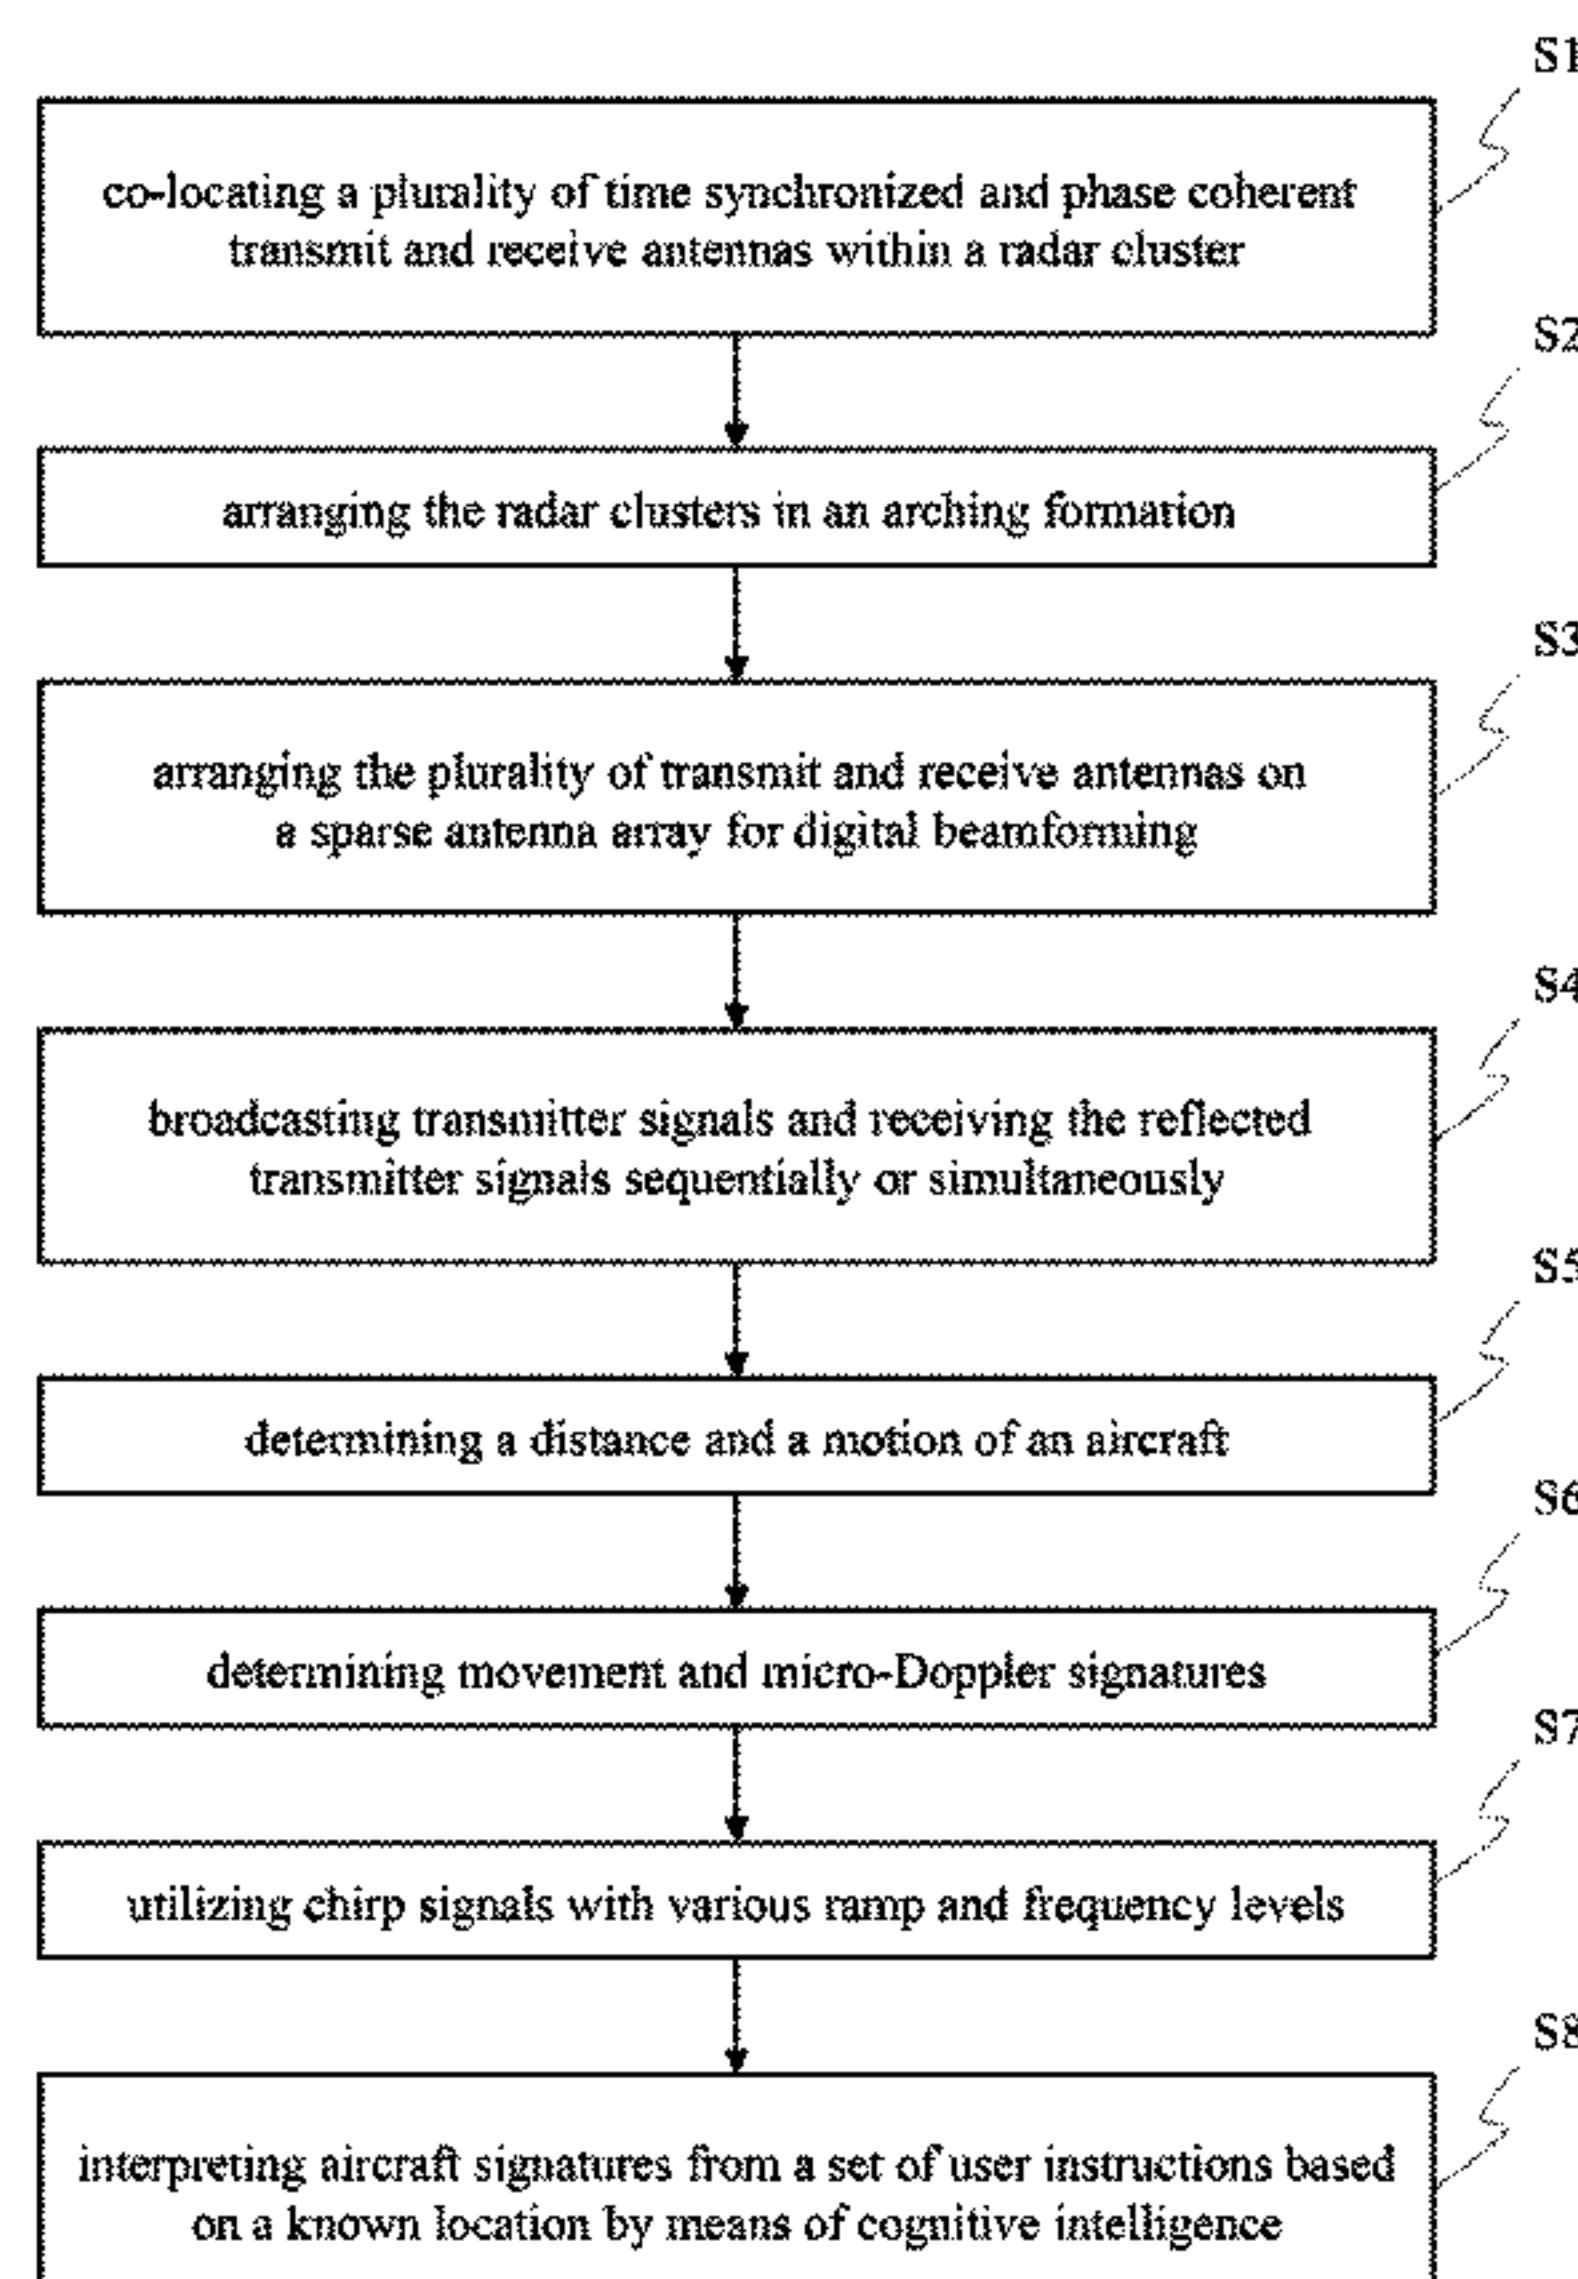 S1
co-locating a plurality of time synchronized and phase coherent
transmit and receive antennas within a radar cluster
S2
arranging the radar clusters in an arching formation
S3
arranging the plurality of transmit and receive antennas on
a sparse antenna array for digital beamforming
S4
broadcasting transmitter signals and receiving the reflected
transmitter signals sequentially or simultaneously
S5
determining a distance and a motion of an aircraft
S6
determining movement and micro-Doppler signatures
S7
utilizing chirp signals with various ramp and frequency levels
S8
interpreting aircraft signatures from a set of user instructions based
on a known location by means of cognitive intelligence